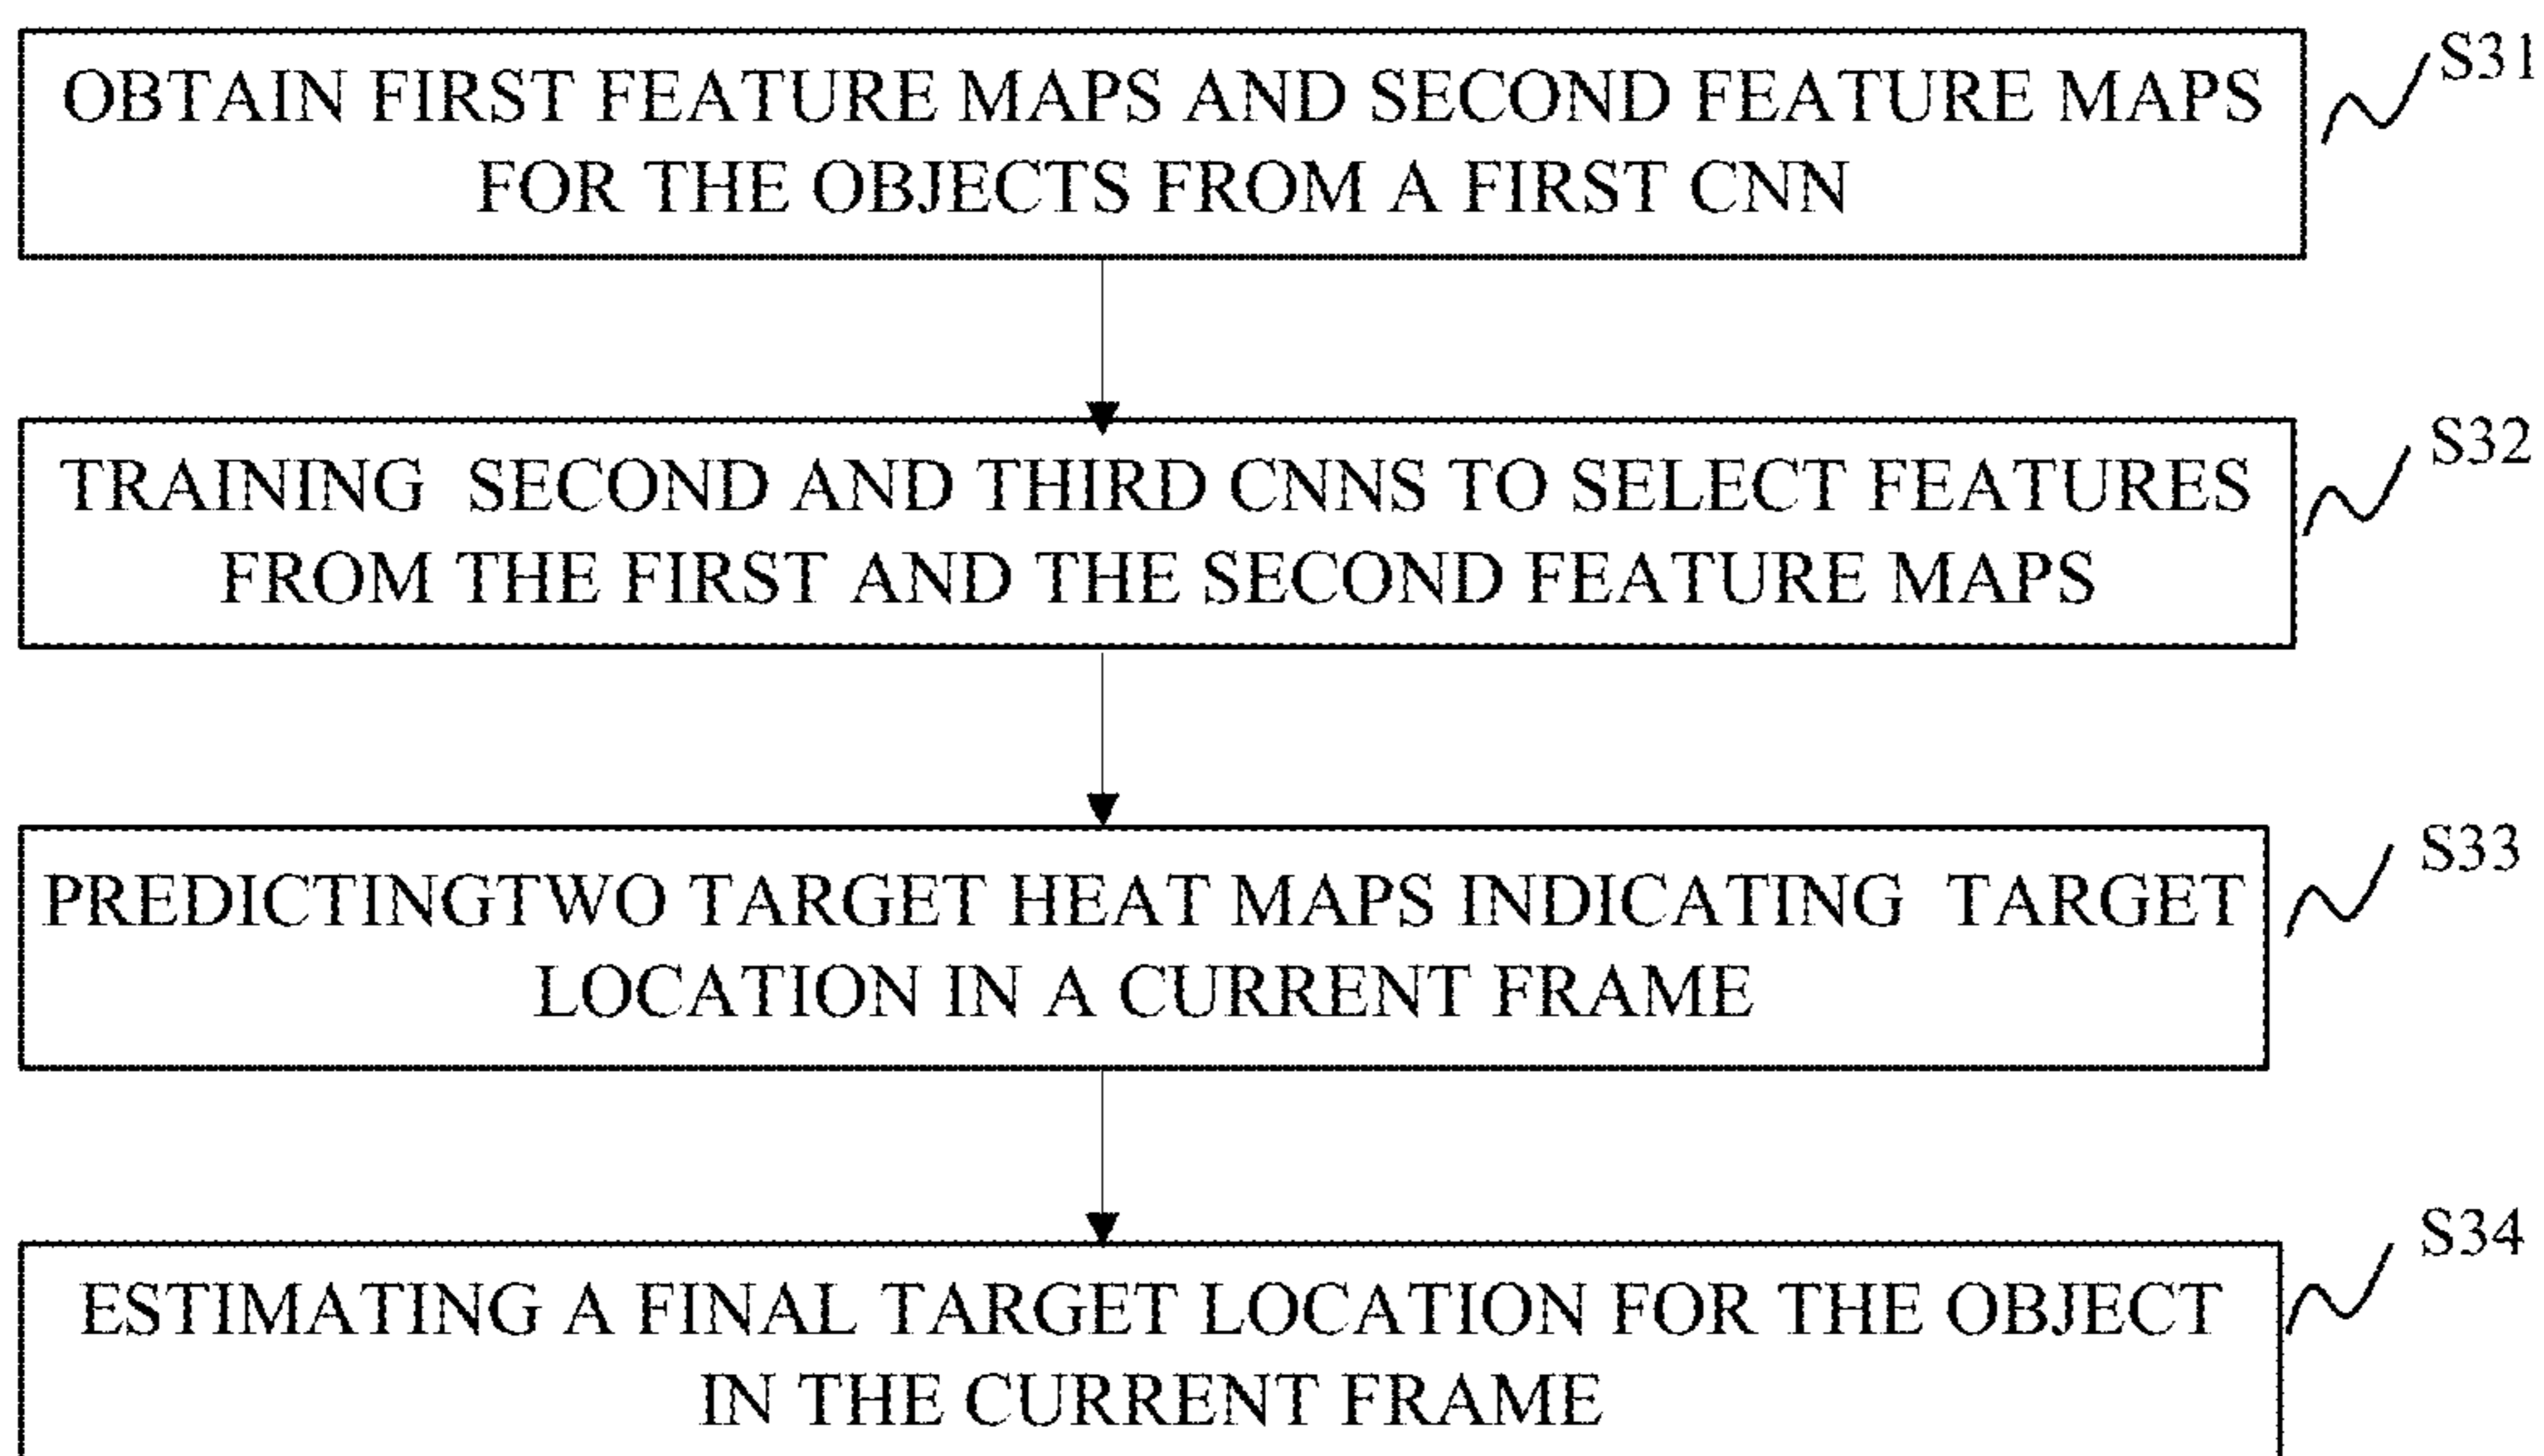 OBTAIN FIRST FEATURE MAPS AND SECOND FEATURE MAPS
FOR THE OBJECTS FROM A FIRST CNN
S31
TRAINING SECOND AND THIRD CNNS TO SELECT FEATURES
FROM THE FIRST AND THE SECOND FEATURE MAPS
S32
PREDICTINGTWO TARGET HEAT MAPS INDICATING TARGET
LOCATION IN A CURRENT FRAME
S33
ESTIMATING A FINAL TARGET LOCATION FOR THE OBJECT
IN THE CURRENT FRAME
S34